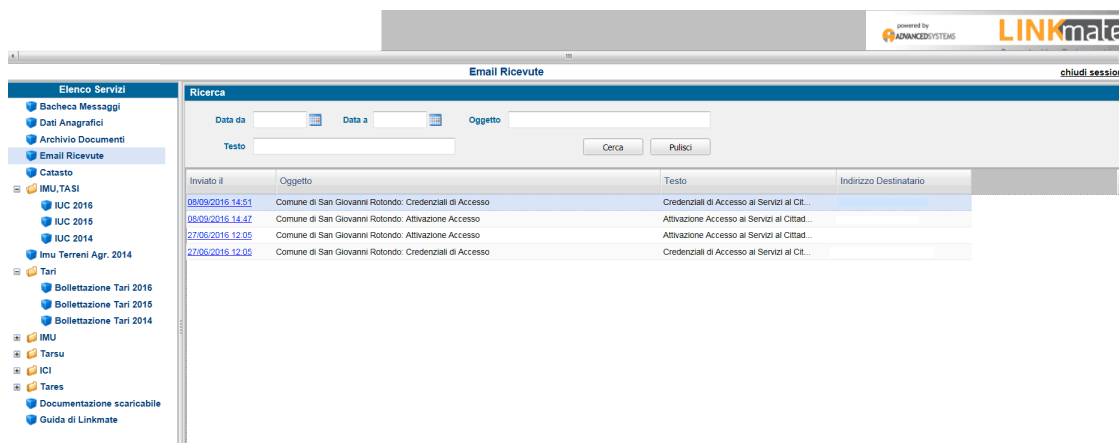 powered by
ADVANCEDSYSTEMS
LINKmate
Email Ricevute
chiudi session
Elenco Servizi
Bacheca Messaggi
Dati Anagrafici
Archivio Documenti
Email Ricevute
Catasto
IMU,TASI
IUC 2016
IUC 2015
IUC 2014
Imu Terreni Agr. 2014
Tari
Bollettazione Tari 2016
Bollettazione Tari 2015
Bollettazione Tari 2014
IMU
Tarsu
ICI
Tares
Documentazione scaricabile
Guida di Linkmate
Ricerca
Data da Data a Oggetto
Testo Cerca Pulisci
Inviato il Oggetto Testo Indirizzo Destinatario
08/09/2016 14:51 Comune di San Giovanni Rotondo: Credenziali di Accesso Credenziali di Accesso ai Servizi al Cit...
08/09/2016 14:47 Comune di San Giovanni Rotondo: Attivazione Accesso Attivazione Accesso ai Servizi al Cittad...
27/06/2016 12:05 Comune di San Giovanni Rotondo: Attivazione Accesso Attivazione Accesso ai Servizi al Cittad...
27/06/2016 12:05 Comune di San Giovanni Rotondo: Credenziali di Accesso Credenziali di Accesso ai Servizi al Cit...